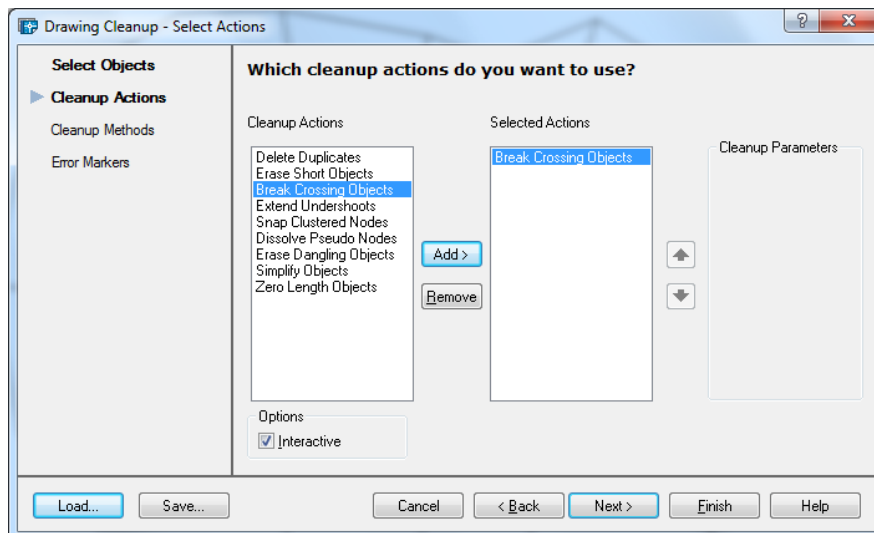 Drawing Cleanup - Select Actions
Select Objects
Cleanup Actions
Cleanup Methods
Error Markers
Which cleanup actions do you want to use?
Cleanup Actions
Delete Duplicates
Erase Short Objects
Break Crossing Objects
Extend Undershoots
Snap Clustered Nodes
Dissolve Pseudo Nodes
Erase Dangling Objects
Simplify Objects
Zero Length Objects
Add >
Remove
Selected Actions
Break Crossing Objects
Cleanup Parameters
Options
Interactive
Load...
Save...
Cancel
< Back
Next >
Finish
Help